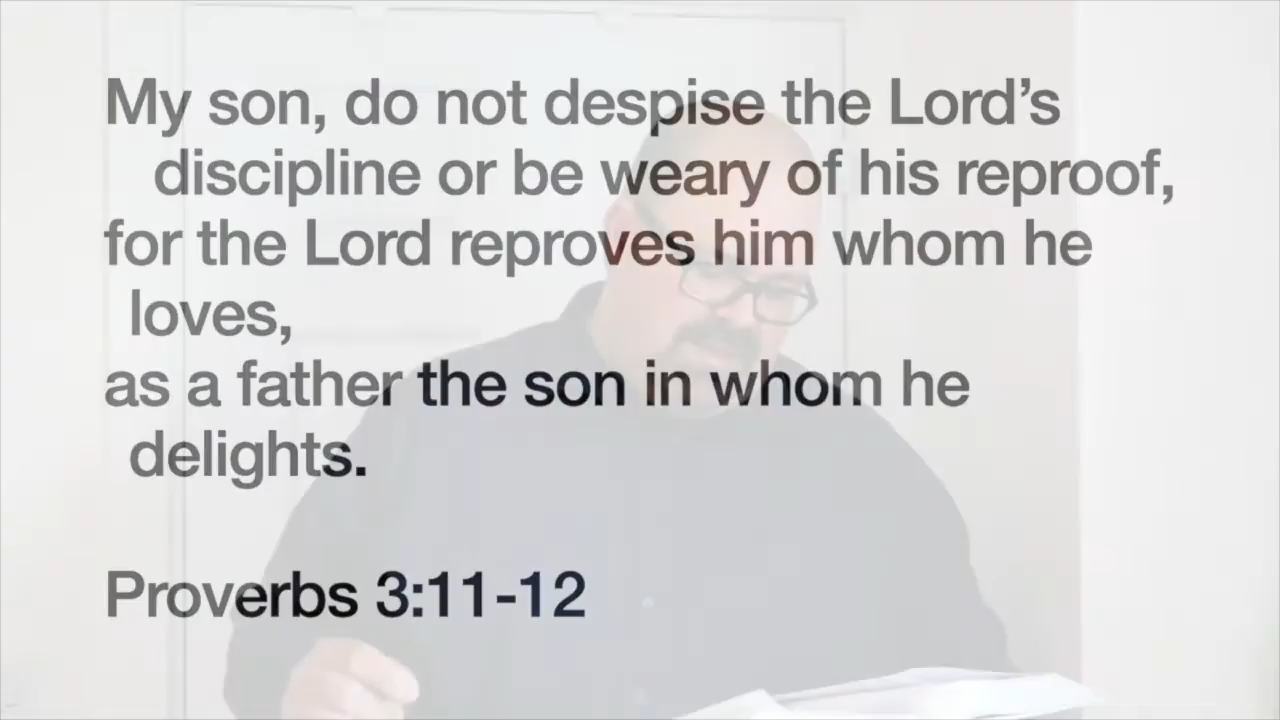 My son, do not despise the Lord’s
discipline or be weary of his reproof,
for the Lord reproves him whom he
loves,
as a father the son in whom he
delights.
Proverbs 3:11-12